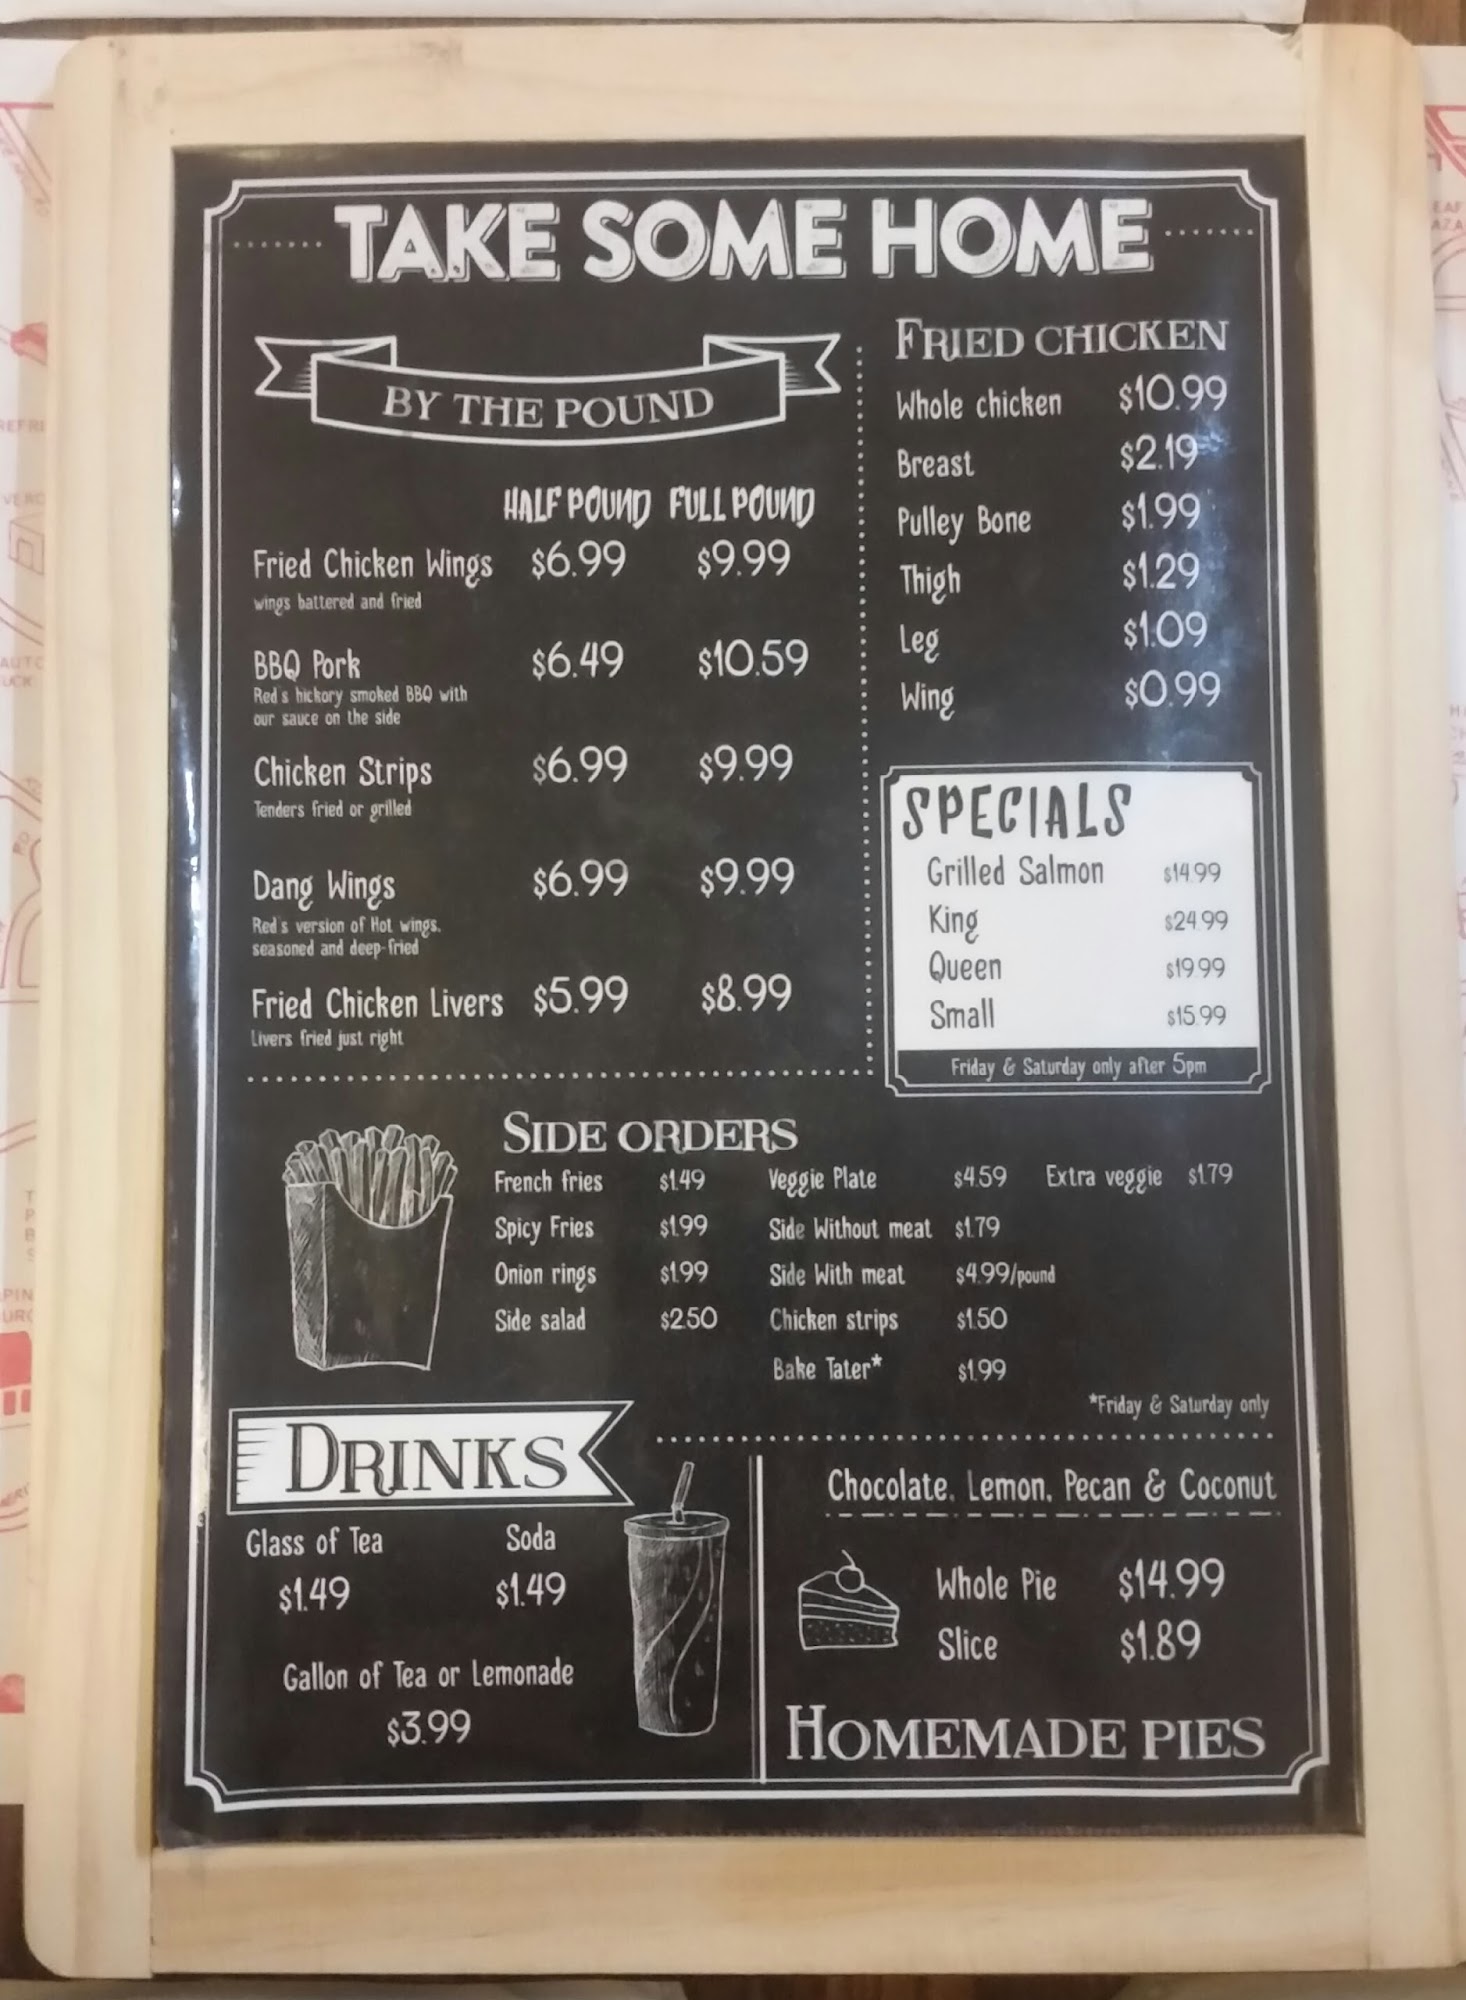 TAKE SOME HOME
BY THE POUND
HALF POUND FULL POUND
Fried Chicken Wings $6.99 $9.99
wings battered and fried
BBQ Pork $6.49 $10.59
Red's hickory smoked BBQ with
our sauce on the side
Chicken Strips $6.99 $9.99
Tenders fried or grilled
Dang Wings $6.99 $9.99
Red's version of Hot wings.
seasoned and deep-fried
Fried Chicken Livers $5.99 $8.99
Livers fried just right
FRIED CHICKEN
Whole chicken $10.99
Breast $2.19
Pulley Bone $1.99
Thigh $1.29
Leg $1.09
Wing $0.99
SPECIALS
Grilled Salmon $14.99
King $24.99
Queen $19.99
Small $15.99
Friday & Saturday only after 5pm
SIDE ORDERS
French fries $1.49 Veggie Plate $4.59 Extra veggie $1.79
Spicy Fries $1.99 Side Without meat $1.79
Onion rings $1.99 Side With meat $4.99/pound
Side salad $2.50 Chicken strips $1.50
Bake Tater* $1.99
*Friday & Saturday only
DRINKS
Glass of Tea Soda
$1.49 $1.49
Gallon of Tea or Lemonade
$3.99
Chocolate, Lemon, Pecan & Coconut
Whole Pie $14.99
Slice $1.89
HOMEMADE PIES